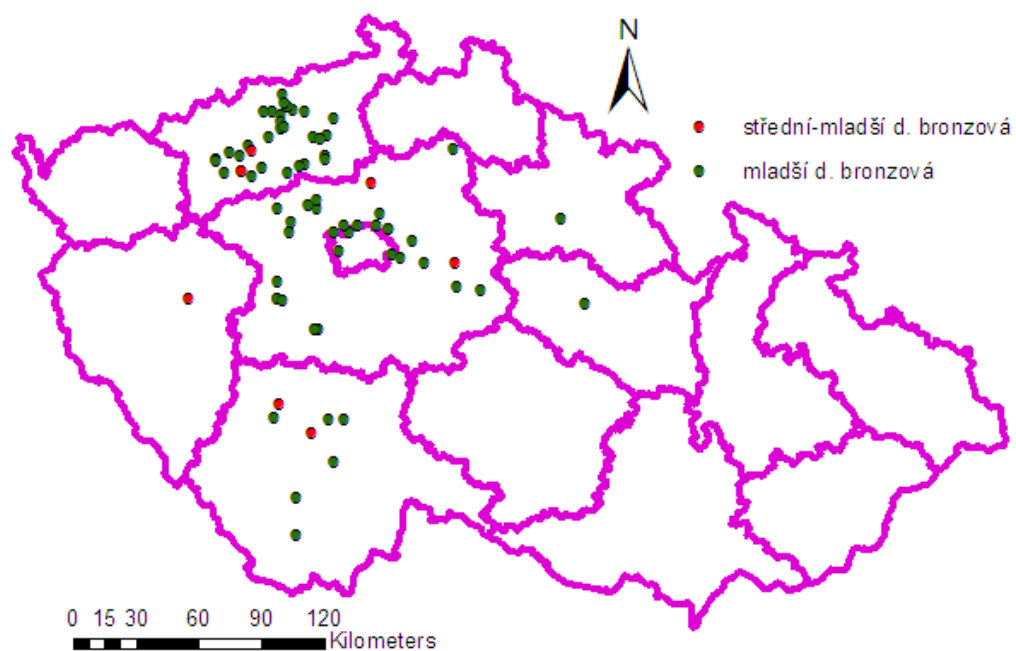 N
střední-mladší d. bronzová
mladší d. bronzová
0 15 30 60 90 120
Kilometers